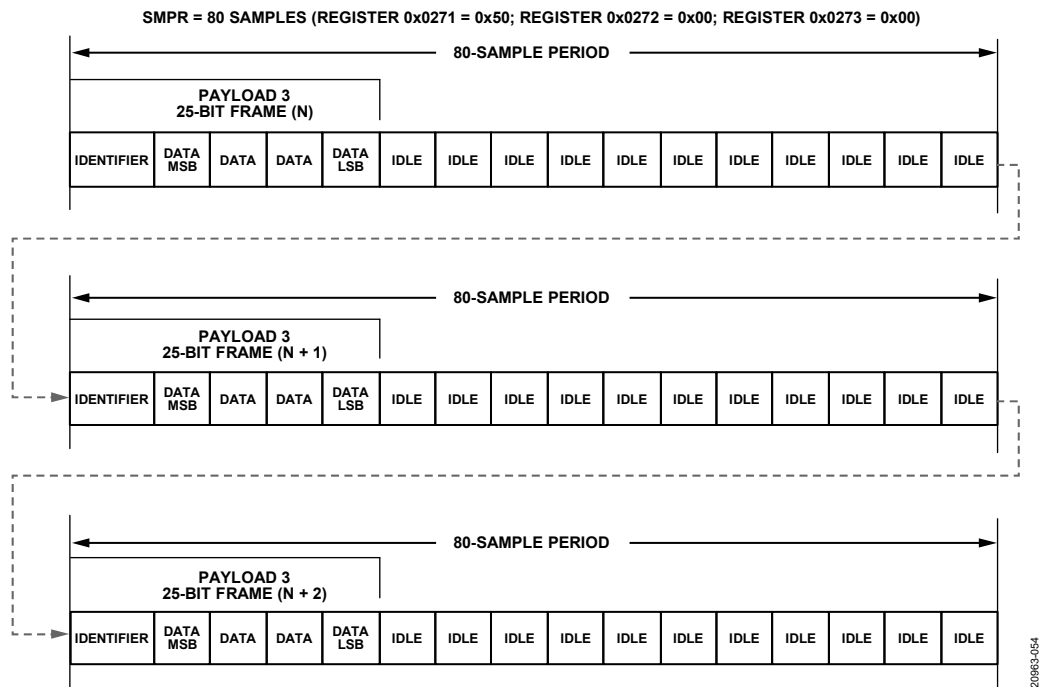 SMPR = 80 SAMPLES (REGISTER 0x0271 = 0x50; REGISTER 0x0272 = 0x00; REGISTER 0x0273 = 0x00)
80-SAMPLE PERIOD
PAYLOAD 3
25-BIT FRAME (N)
IDENTIFIER DATA MSB DATA DATA DATA LSB IDLE IDLE IDLE IDLE IDLE IDLE IDLE IDLE IDLE IDLE IDLE
80-SAMPLE PERIOD
PAYLOAD 3
25-BIT FRAME (N + 1)
IDENTIFIER DATA MSB DATA DATA DATA LSB IDLE IDLE IDLE IDLE IDLE IDLE IDLE IDLE IDLE IDLE IDLE
80-SAMPLE PERIOD
PAYLOAD 3
25-BIT FRAME (N + 2)
IDENTIFIER DATA MSB DATA DATA DATA LSB IDLE IDLE IDLE IDLE IDLE IDLE IDLE IDLE IDLE IDLE IDLE
20963-054